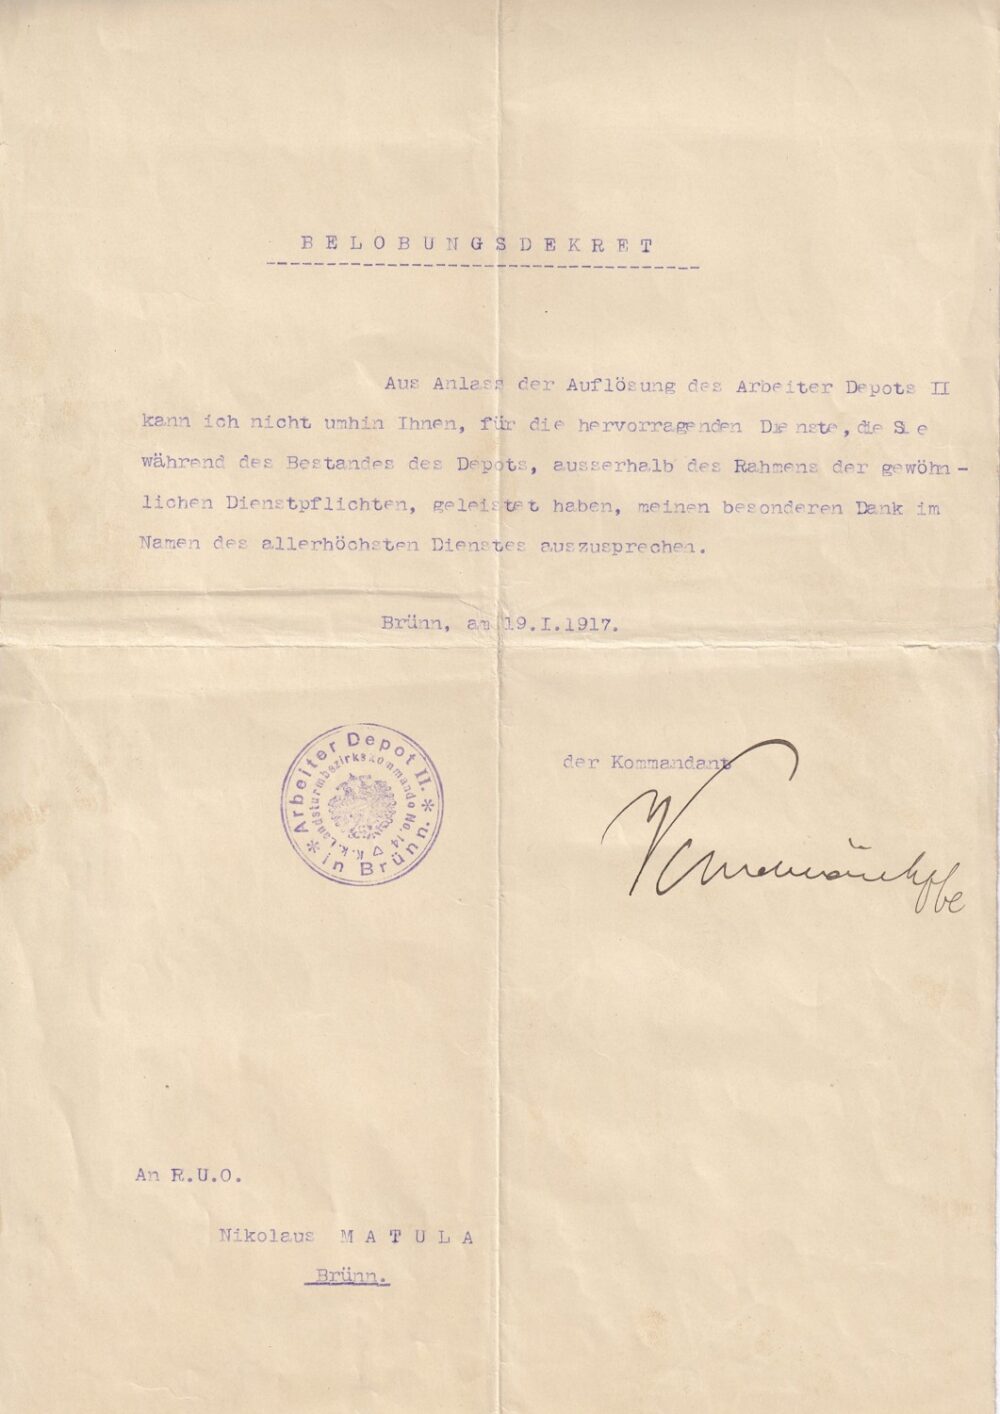 BELOBUNGSDEKRET
Aus Anlass der Auflösung des Arbeiter Depots II
kann ich nicht umhin Ihnen, für die hervorragenden Dienste, die Sie
während des Bestandes des Depots, ausserhalb des Rahmens der gewöhn-
lichen Dienstpflichten, geleistet haben, meinen besonderen Dank im
Namen des allerhöchsten Dienstes auszusprechen.
Brünn, am 19.I.1917.
der Kommandant
* Arbeiter Depot II. * in Brünn.
K.K. Landsturmbezirkskommando No. 14
An R.U.O.
Nikolaus MATULA
Brünn.